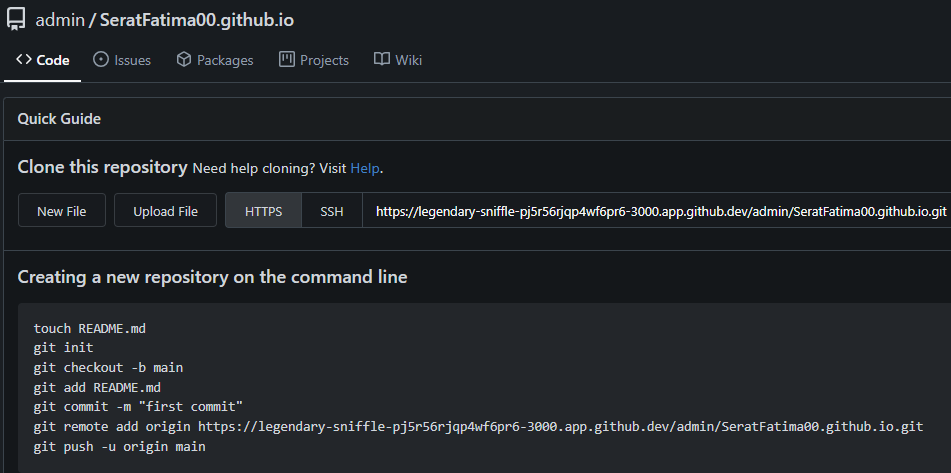 admin / SeratFatima00.github.io
Code Issues Packages Projects Wiki
Quick Guide
Clone this repository Need help cloning? Visit Help.
New File Upload File HTTPS SSH https://legendary-sniffle-pj5r56rjqp4wf6pr6-3000.app.github.dev/admin/SeratFatima00.github.io.git
Creating a new repository on the command line
touch README.md
git init
git checkout -b main
git add README.md
git commit -m "first commit"
git remote add origin https://legendary-sniffle-pj5r56rjqp4wf6pr6-3000.app.github.dev/admin/SeratFatima00.github.io.git
git push -u origin main